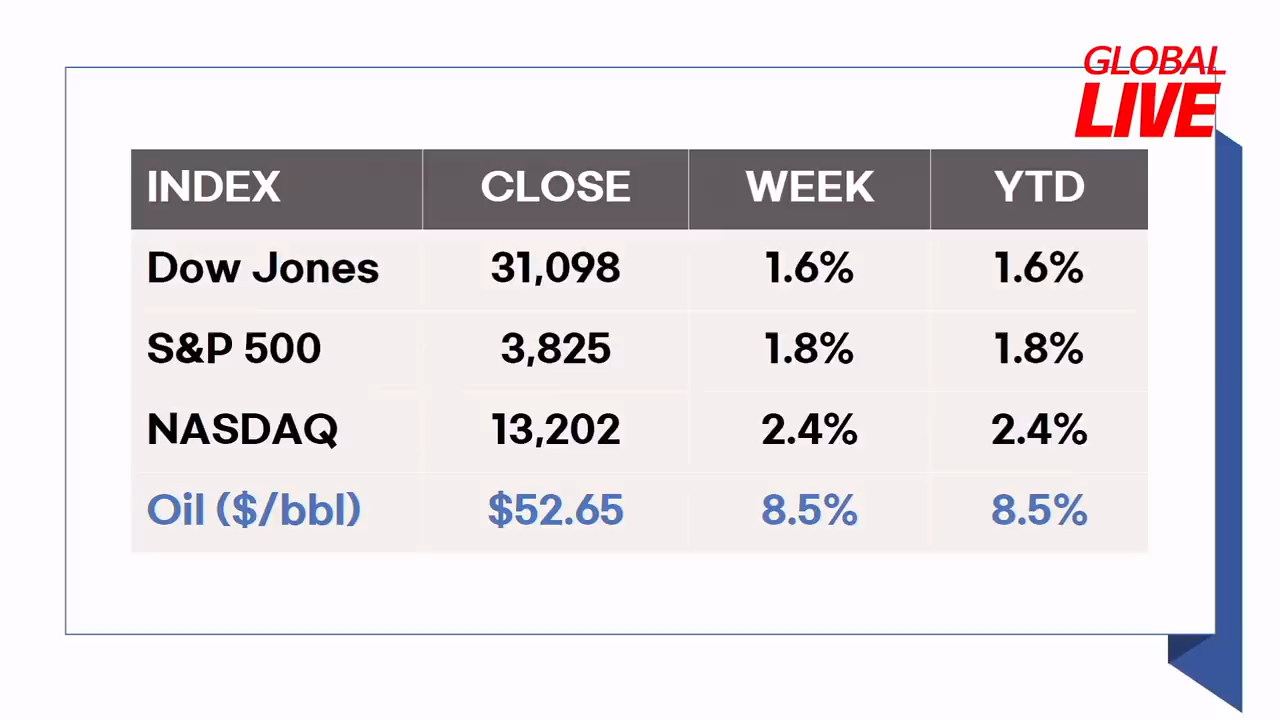 GLOBAL
LIVE
INDEX CLOSE WEEK YTD
Dow Jones 31,098 1.6% 1.6%
S&P 500 3,825 1.8% 1.8%
NASDAQ 13,202 2.4% 2.4%
Oil ($/bbl) $52.65 8.5% 8.5%